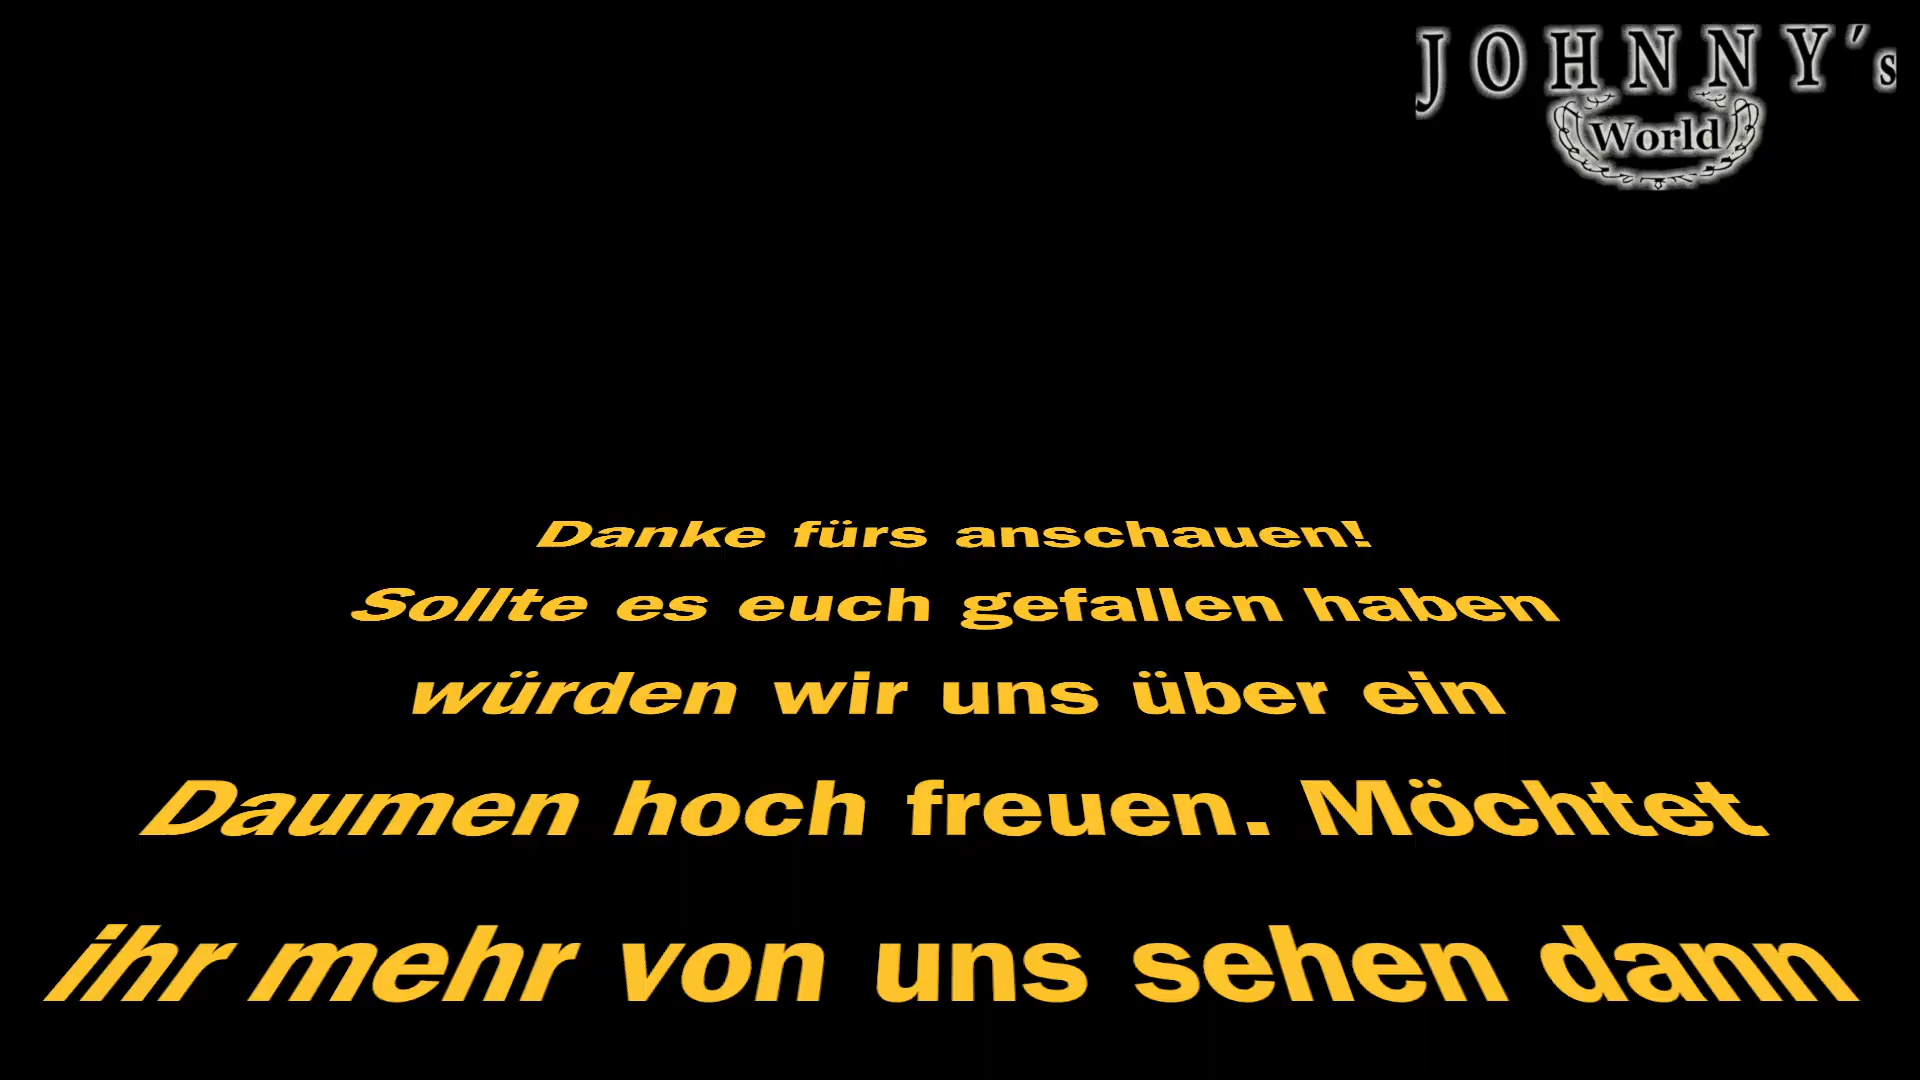 JOHNNY's
World
Danke fürs anschauen!
Sollte es euch gefallen haben
würden wir uns über ein
Daumen hoch freuen. Möchtet
ihr mehr von uns sehen dann